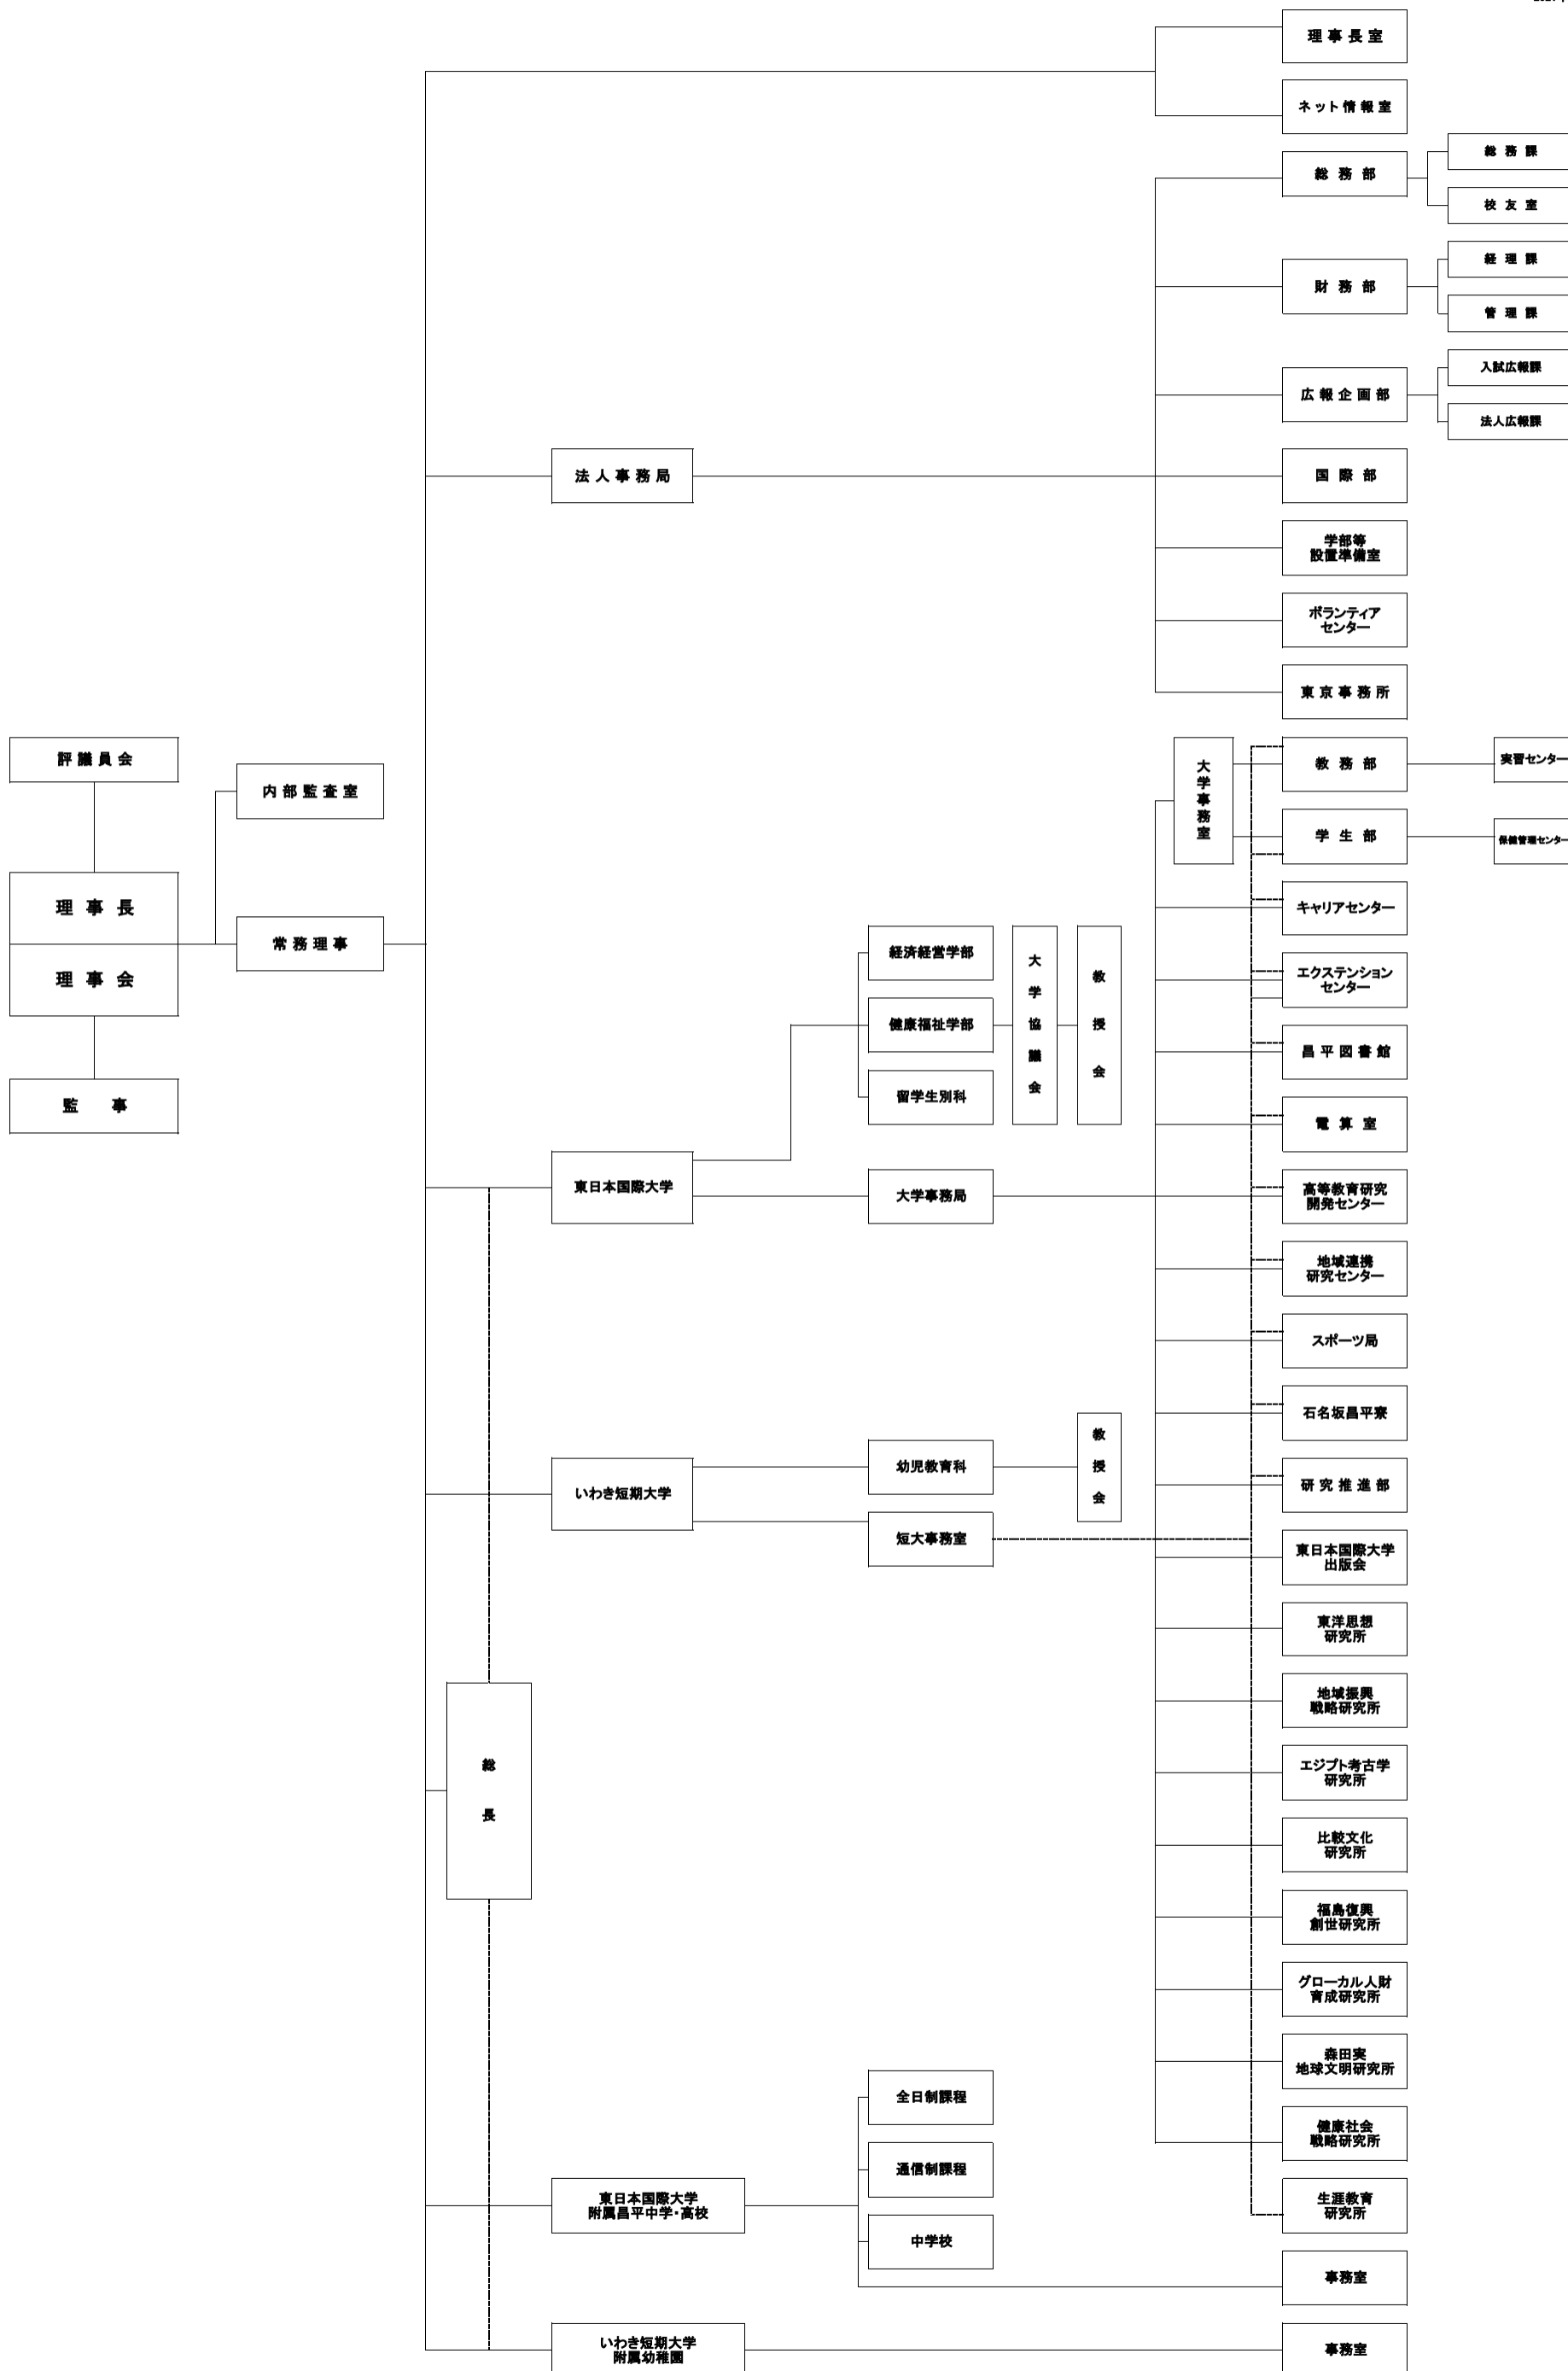 理事長室
ネット情報室
総務部
総務課
校友室
財務部
経理課
管理課
広報企画部
入試広報課
法人広報課
法人事務局
国際部
学部等
設置準備室
ボランティア
センター
東京事務所
評議員会
内部監査室
理事長
理事会
常務理事
監事
大学事務室
教務部
実習センター
学生部
保健管理センター
キャリアセンター
エクステンション
センター
経済経営学部
健康福祉学部
留学生別科
大学協議会
教授会
昌平図書館
電算室
東日本国際大学
大学事務局
高等教育研究
開発センター
地域連携
研究センター
スポーツ局
石名坂昌平寮
いわき短期大学
幼児教育科
教授会
短大事務室
研究推進部
東日本国際大学
出版会
東洋思想
研究所
地域振興
戦略研究所
総長
エジプト考古学
研究所
比較文化
研究所
福島復興
創世研究所
グローカル人財
育成研究所
森田実
地球文明研究所
健康社会
戦略研究所
全日制課程
通信制課程
中学校
東日本国際大学
附属昌平中学・高校
生涯教育
研究所
事務室
いわき短期大学
附属幼稚園
事務室